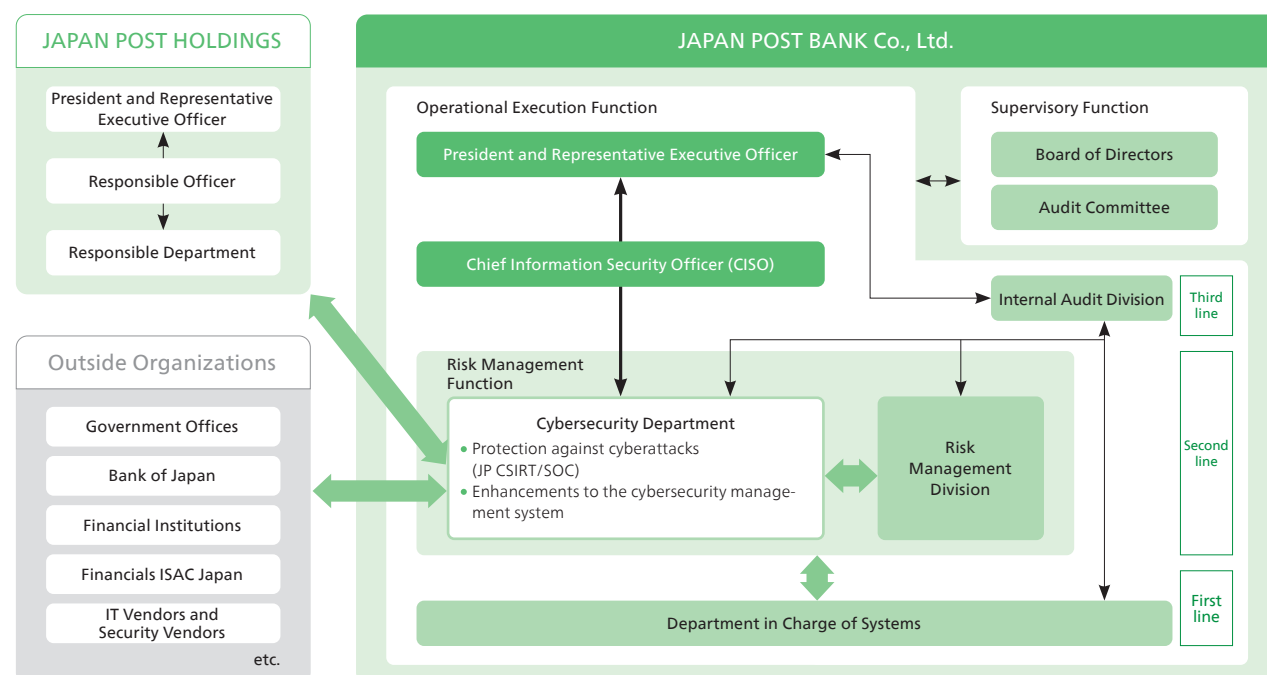 JAPAN POST HOLDINGS
President and Representative
Executive Officer
Responsible Officer
Responsible Department
Outside Organizations
Government Offices
Bank of Japan
Financial Institutions
Financials ISAC Japan
IT Vendors and
Security Vendors
etc.
JAPAN POST BANK Co., Ltd.
Operational Execution Function
President and Representative Executive Officer
Chief Information Security Officer (CISO)
Supervisory Function
Board of Directors
Audit Committee
Internal Audit Division
Third
line
Risk Management
Function
Cybersecurity Department
• Protection against cyberattacks
(JP CSIRT/SOC)
• Enhancements to the cybersecurity manage-
ment system
Risk
Management
Division
Second
line
Department in Charge of Systems
First
line